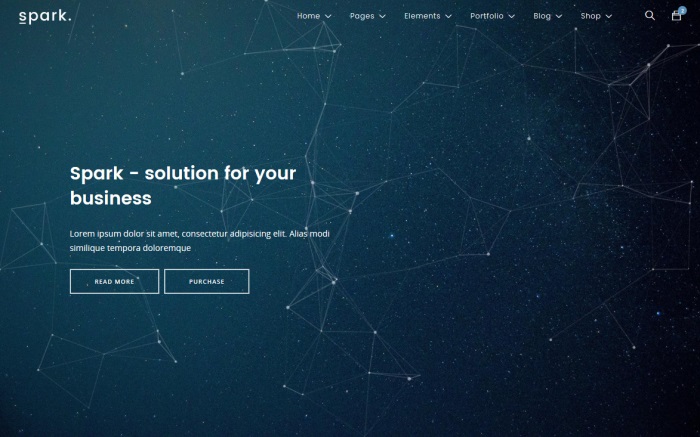 spark.
Home Pages Elements Portfolio Blog Shop
Spark - solution for your
business
Lorem ipsum dolor sit amet, consectetur adipisicing elit. Alias modi
similique tempora doloremque
READ MORE PURCHASE